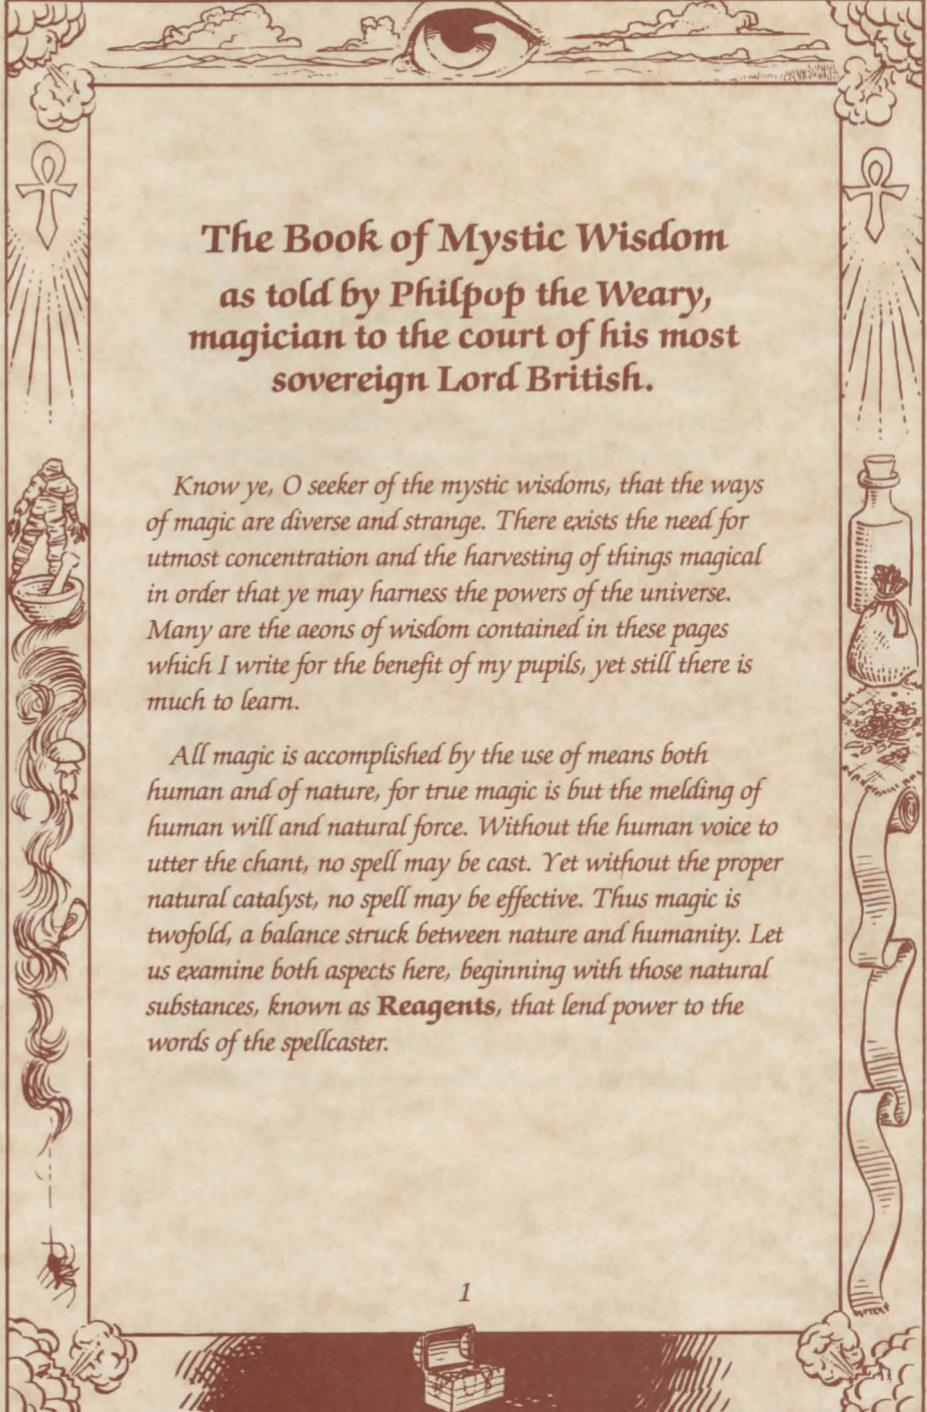 The Book of Mystic Wisdom
as told by Philpop the Weary,
magician to the court of his most
sovereign Lord British.
Know ye, O seeker of the mystic wisdoms, that the ways
of magic are diverse and strange. There exists the need for
utmost concentration and the harvesting of things magical
in order that ye may harness the powers of the universe.
Many are the aeons of wisdom contained in these pages
which I write for the benefit of my pupils, yet still there is
much to learn.
All magic is accomplished by the use of means both
human and of nature, for true magic is but the melding of
human will and natural force. Without the human voice to
utter the chant, no spell may be cast. Yet without the proper
natural catalyst, no spell may be effective. Thus magic is
twofold, a balance struck between nature and humanity. Let
us examine both aspects here, beginning with those natural
substances, known as Reagents, that lend power to the
words of the spellcaster.
1